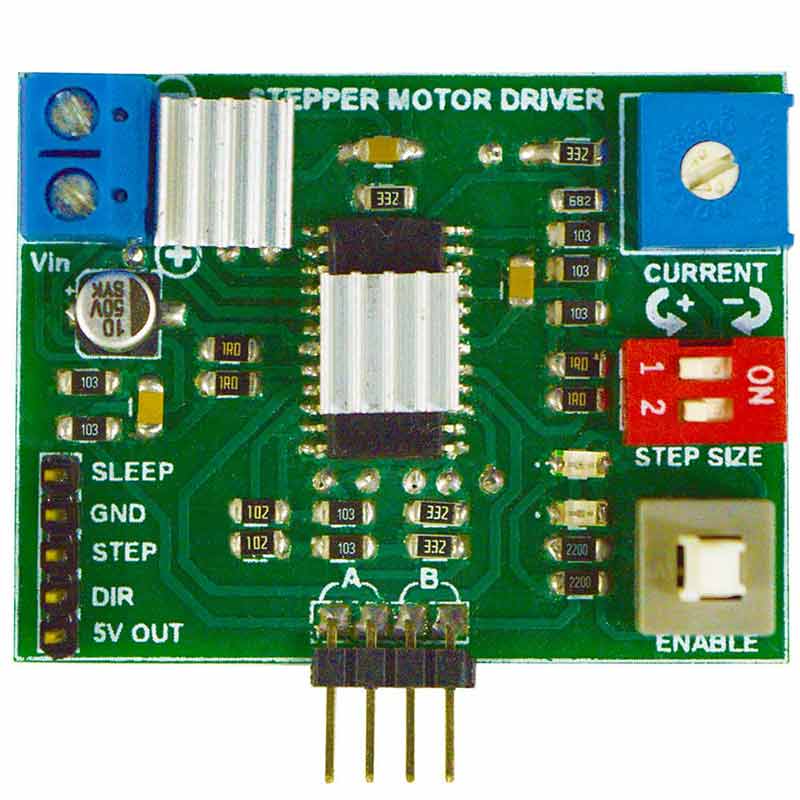 STEPPER MOTOR DRIVER
332
332
682
103
103
103
Vin
CURRENT
+ −
10
50V
BYK
1R0
1R0
1R0
1R0
103
103
ON
1
2
STEP SIZE
SLEEP
GND
STEP
DIR
5V OUT
102
103
332
102
103
332
2200
2200
A
B
ENABLE